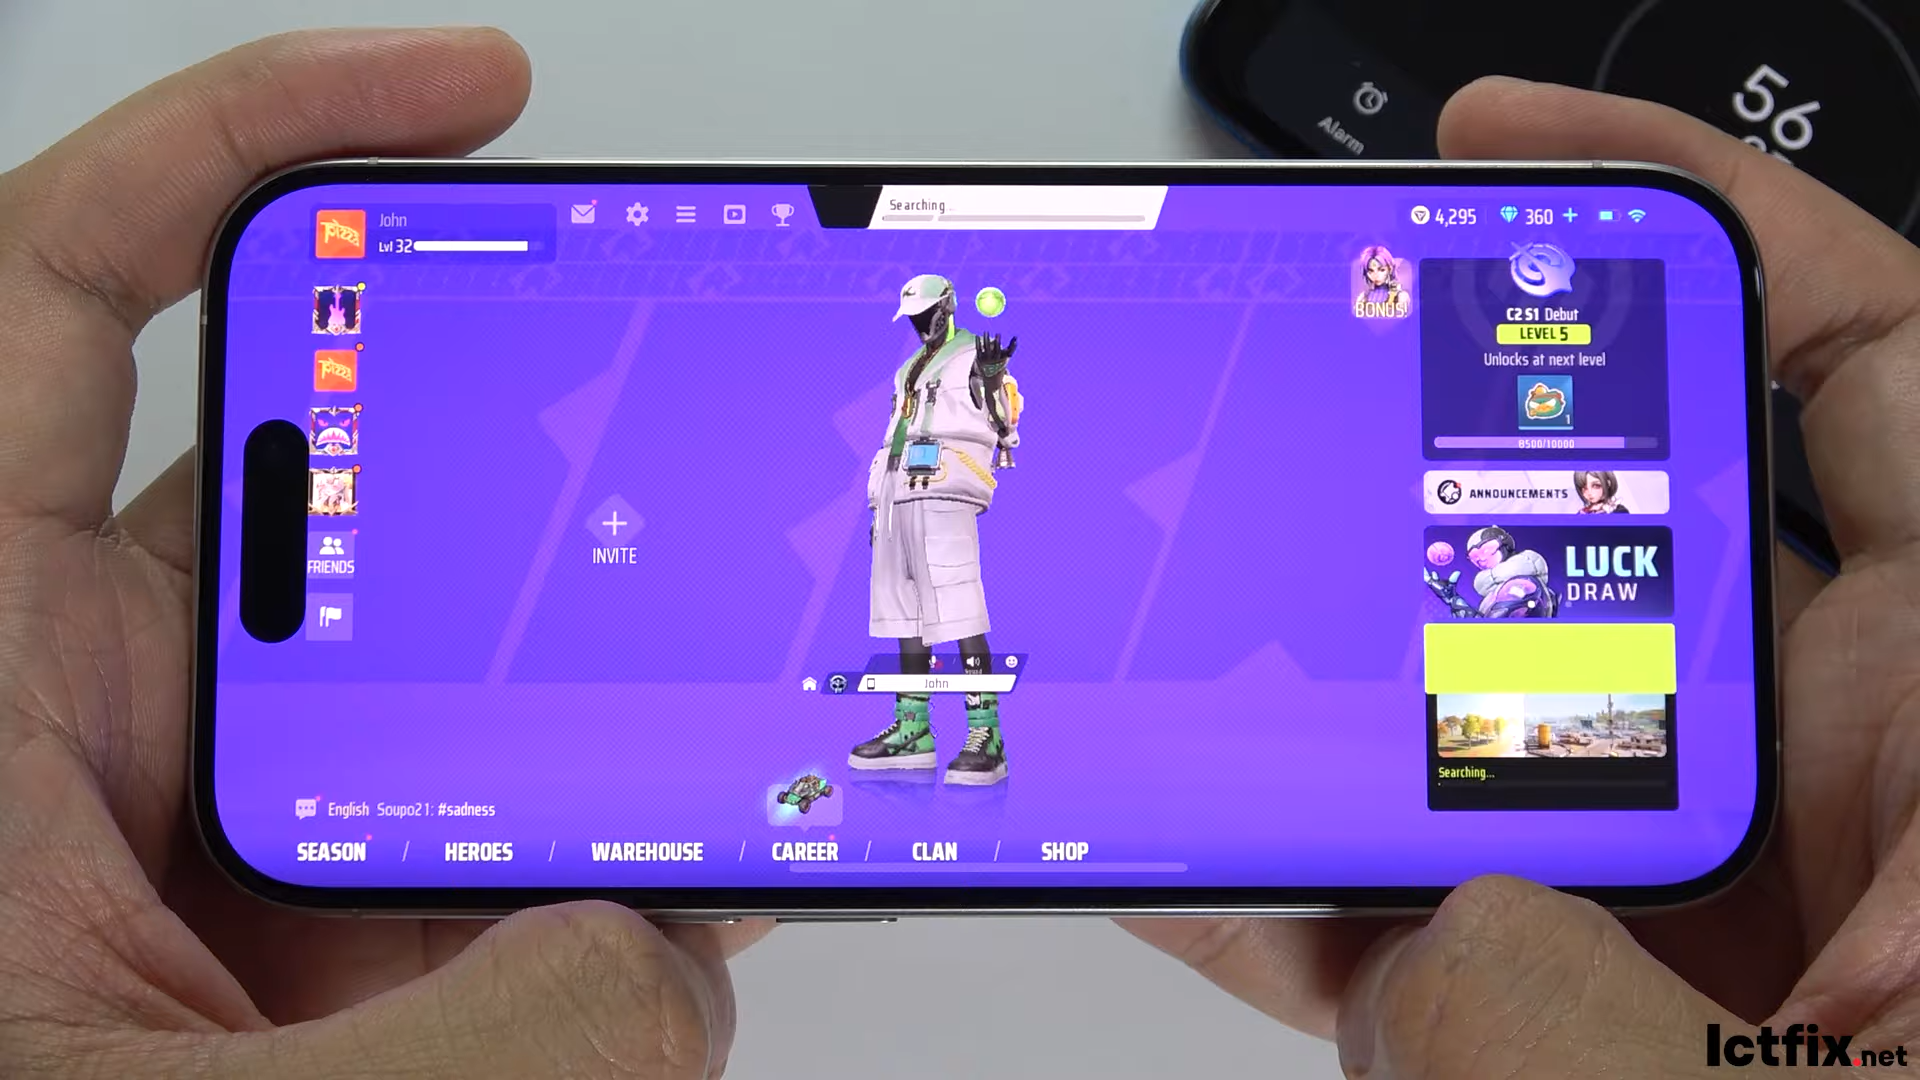 Alarm
56
John
Lvl 32
Searching...
4,295
360
Pizza
BONUS!
C2 S1 Debut
LEVEL 5
Unlocks at next level
1
8500/10000
ANNOUNCEMENTS
INVITE
FRIENDS
LUCK
DRAW
John
Searching...
English Soupo21: #sadness
SEASON / HEROES / WAREHOUSE / CAREER / CLAN / SHOP
Ictfix.net